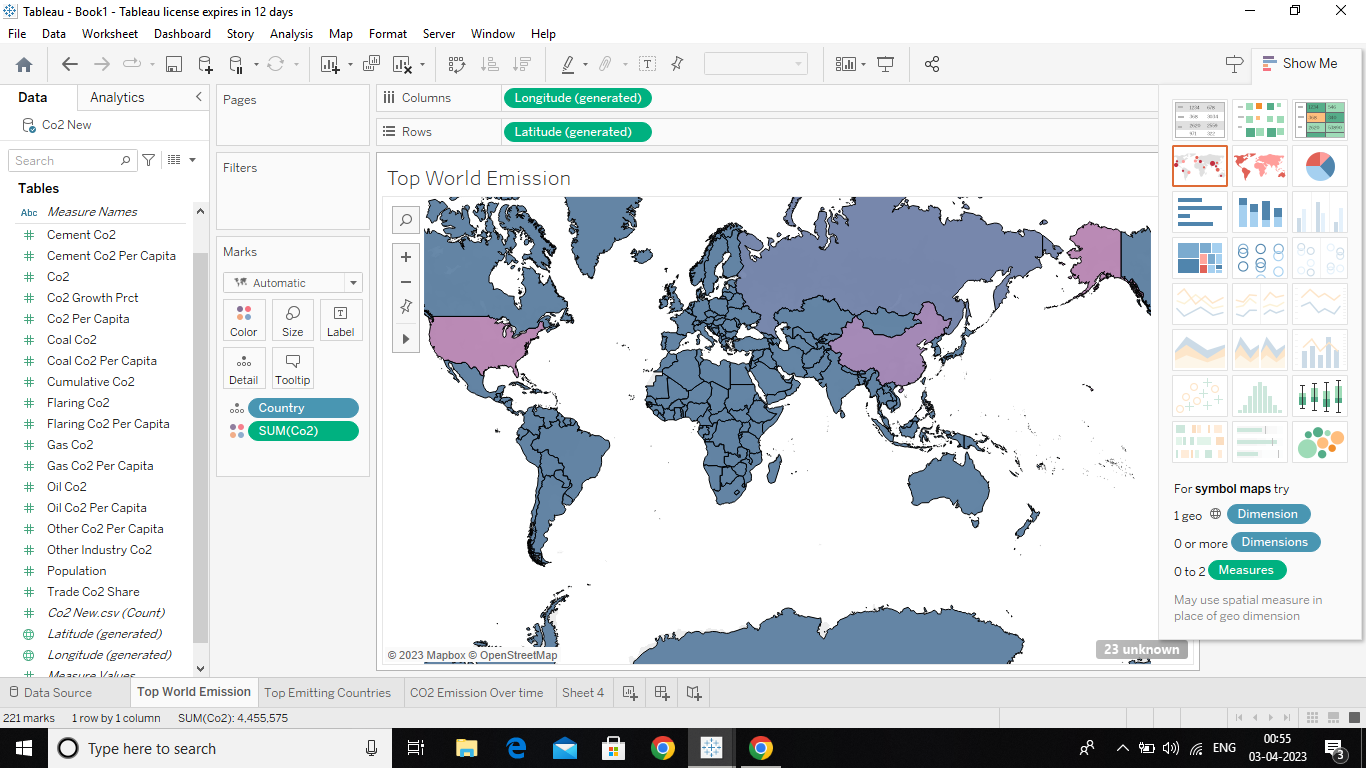 Tableau - Book1 - Tableau license expires in 12 days
File Data Worksheet Dashboard Story Analysis Map Format Server Window Help
Show Me
Data Analytics
Co2 New
Search
Tables
Abc Measure Names
Cement Co2
Cement Co2 Per Capita
Co2
Co2 Growth Prct
Co2 Per Capita
Coal Co2
Coal Co2 Per Capita
Cumulative Co2
Flaring Co2
Flaring Co2 Per Capita
Gas Co2
Gas Co2 Per Capita
Oil Co2
Oil Co2 Per Capita
Other Co2 Per Capita
Other Industry Co2
Population
Trade Co2 Share
Co2 New.csv (Count)
Latitude (generated)
Longitude (generated)
Measure Values
Pages
Filters
Marks
Automatic
Color Size Label
Detail Tooltip
Country
SUM(Co2)
Columns Longitude (generated)
Rows Latitude (generated)
Top World Emission
© 2023 Mapbox © OpenStreetMap
23 unknown
For symbol maps try
1 geo Dimension
0 or more Dimensions
0 to 2 Measures
May use spatial measure in
place of geo dimension
Data Source Top World Emission Top Emitting Countries CO2 Emission Over time Sheet 4
221 marks 1 row by 1 column SUM(Co2): 4,455,575
Type here to search
ENG
00:55
03-04-2023
3